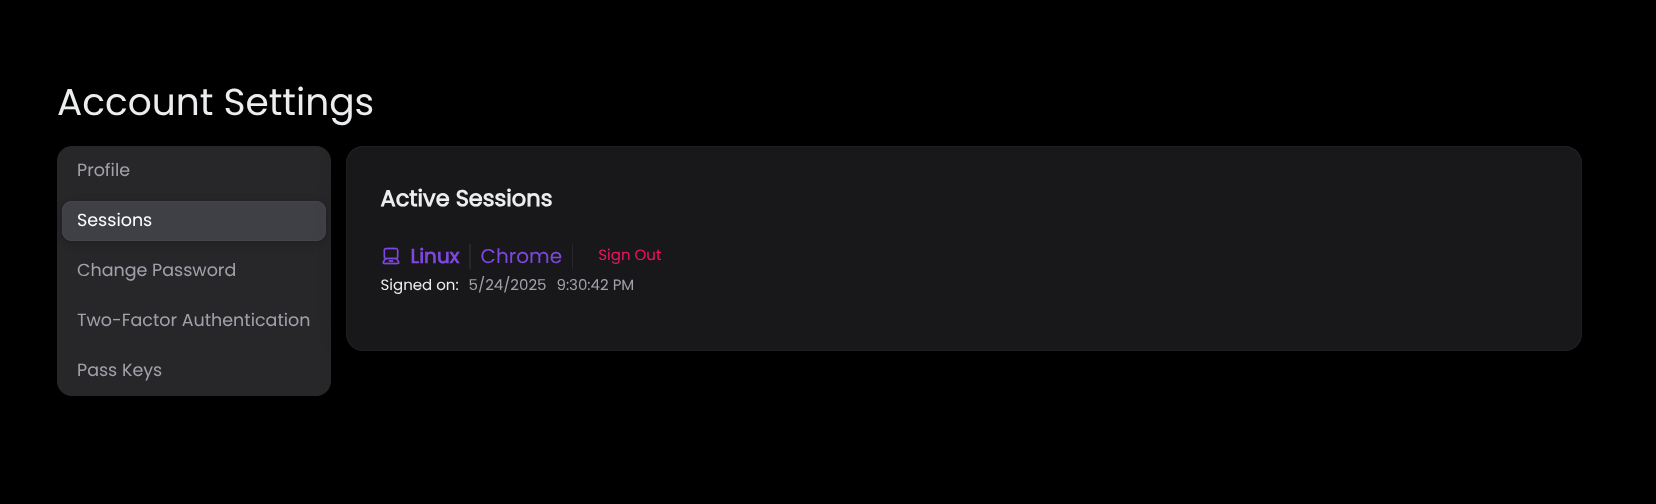 Account Settings
Profile
Sessions
Change Password
Two-Factor Authentication
Pass Keys
Active Sessions
Linux Chrome Sign Out
Signed on: 5/24/2025 9:30:42 PM